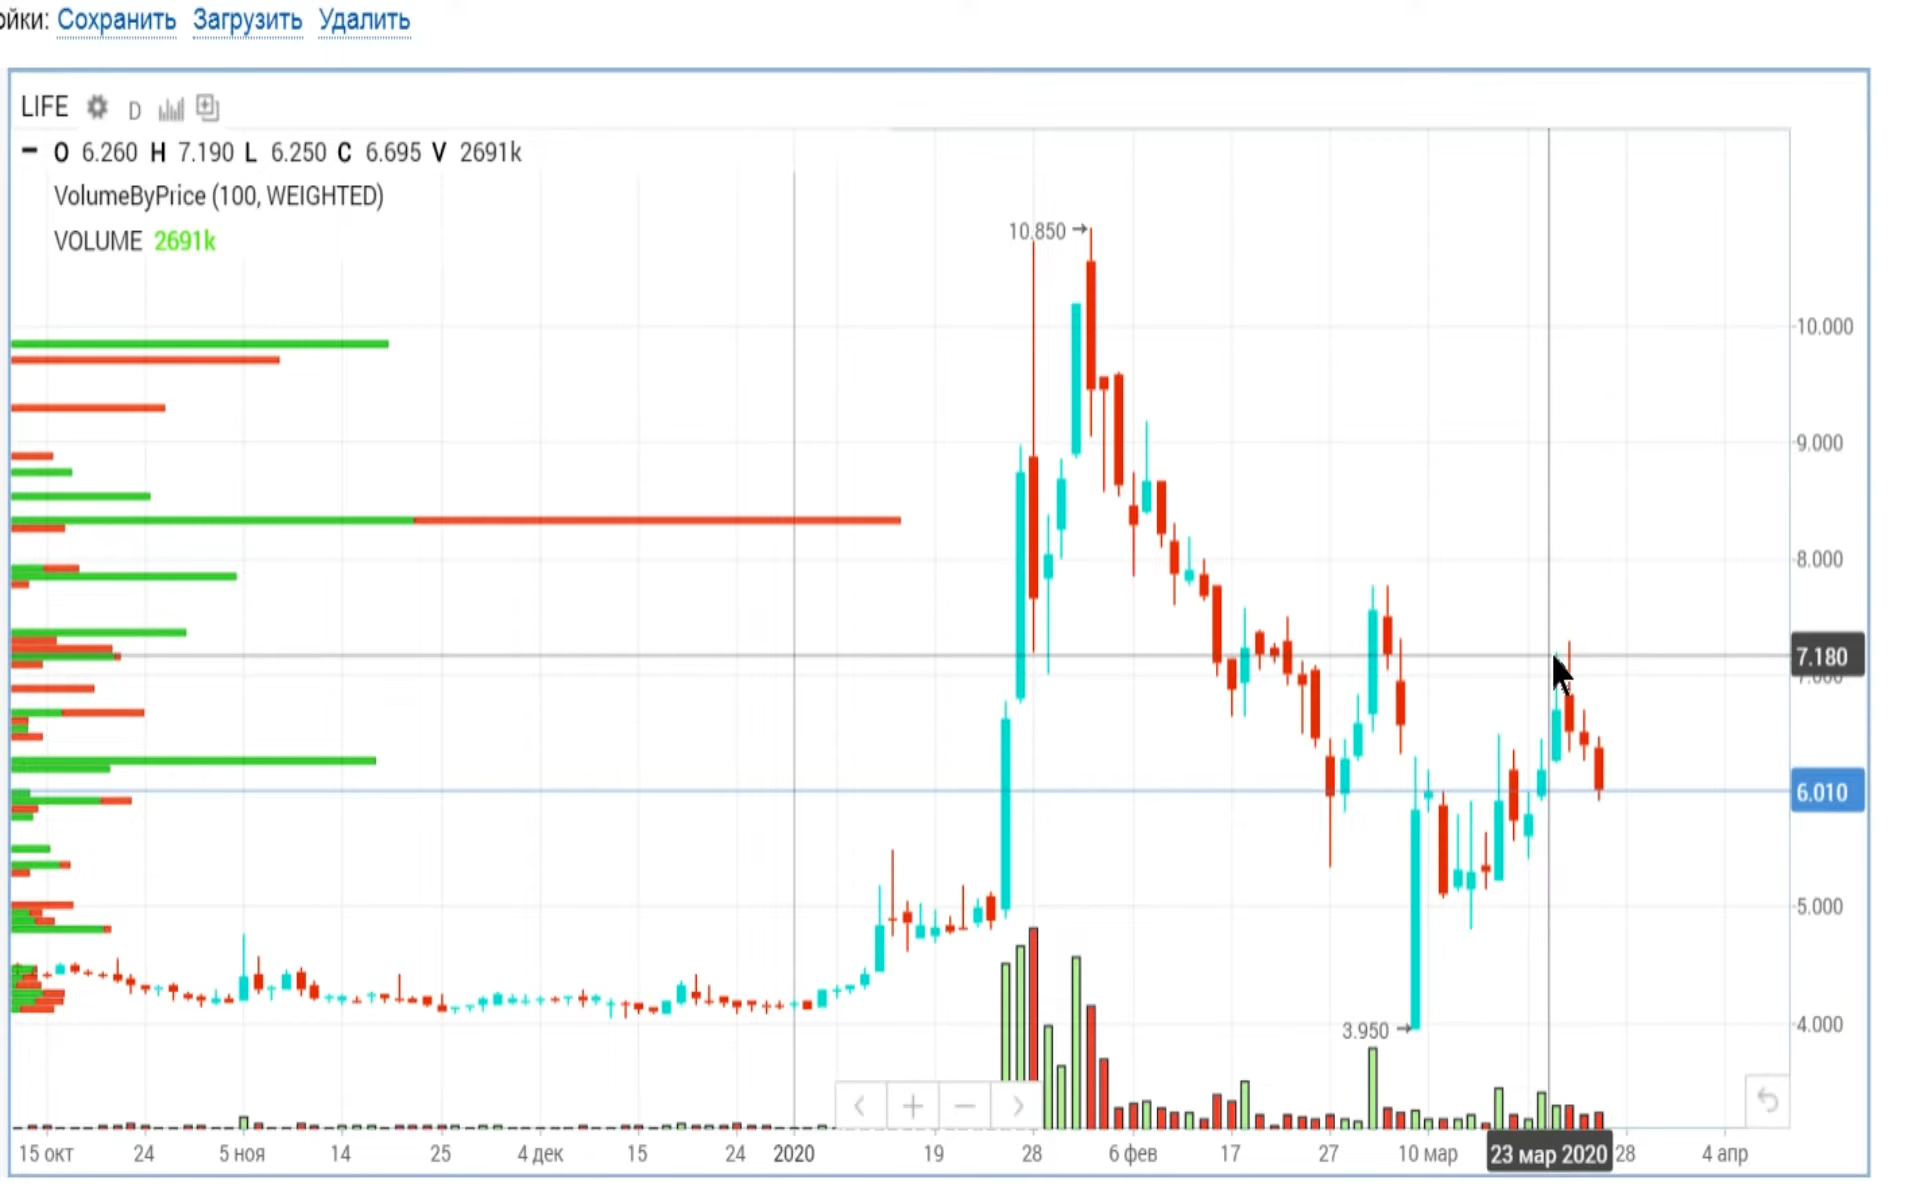 ойки: Сохранить Загрузить Удалить
LIFE D
O 6.260 H 7.190 L 6.250 C 6.695 V 2691k
VolumeByPrice (100, WEIGHTED)
VOLUME 2691k
10.850
10.000
9.000
8.000
7.180
7.000
6.010
5.000
3.950
4.000
15 окт 24 5 ноя 14 25 4 дек 15 24 2020 19 28 6 фев 17 27 10 мар 23 мар 2020 28 4 апр